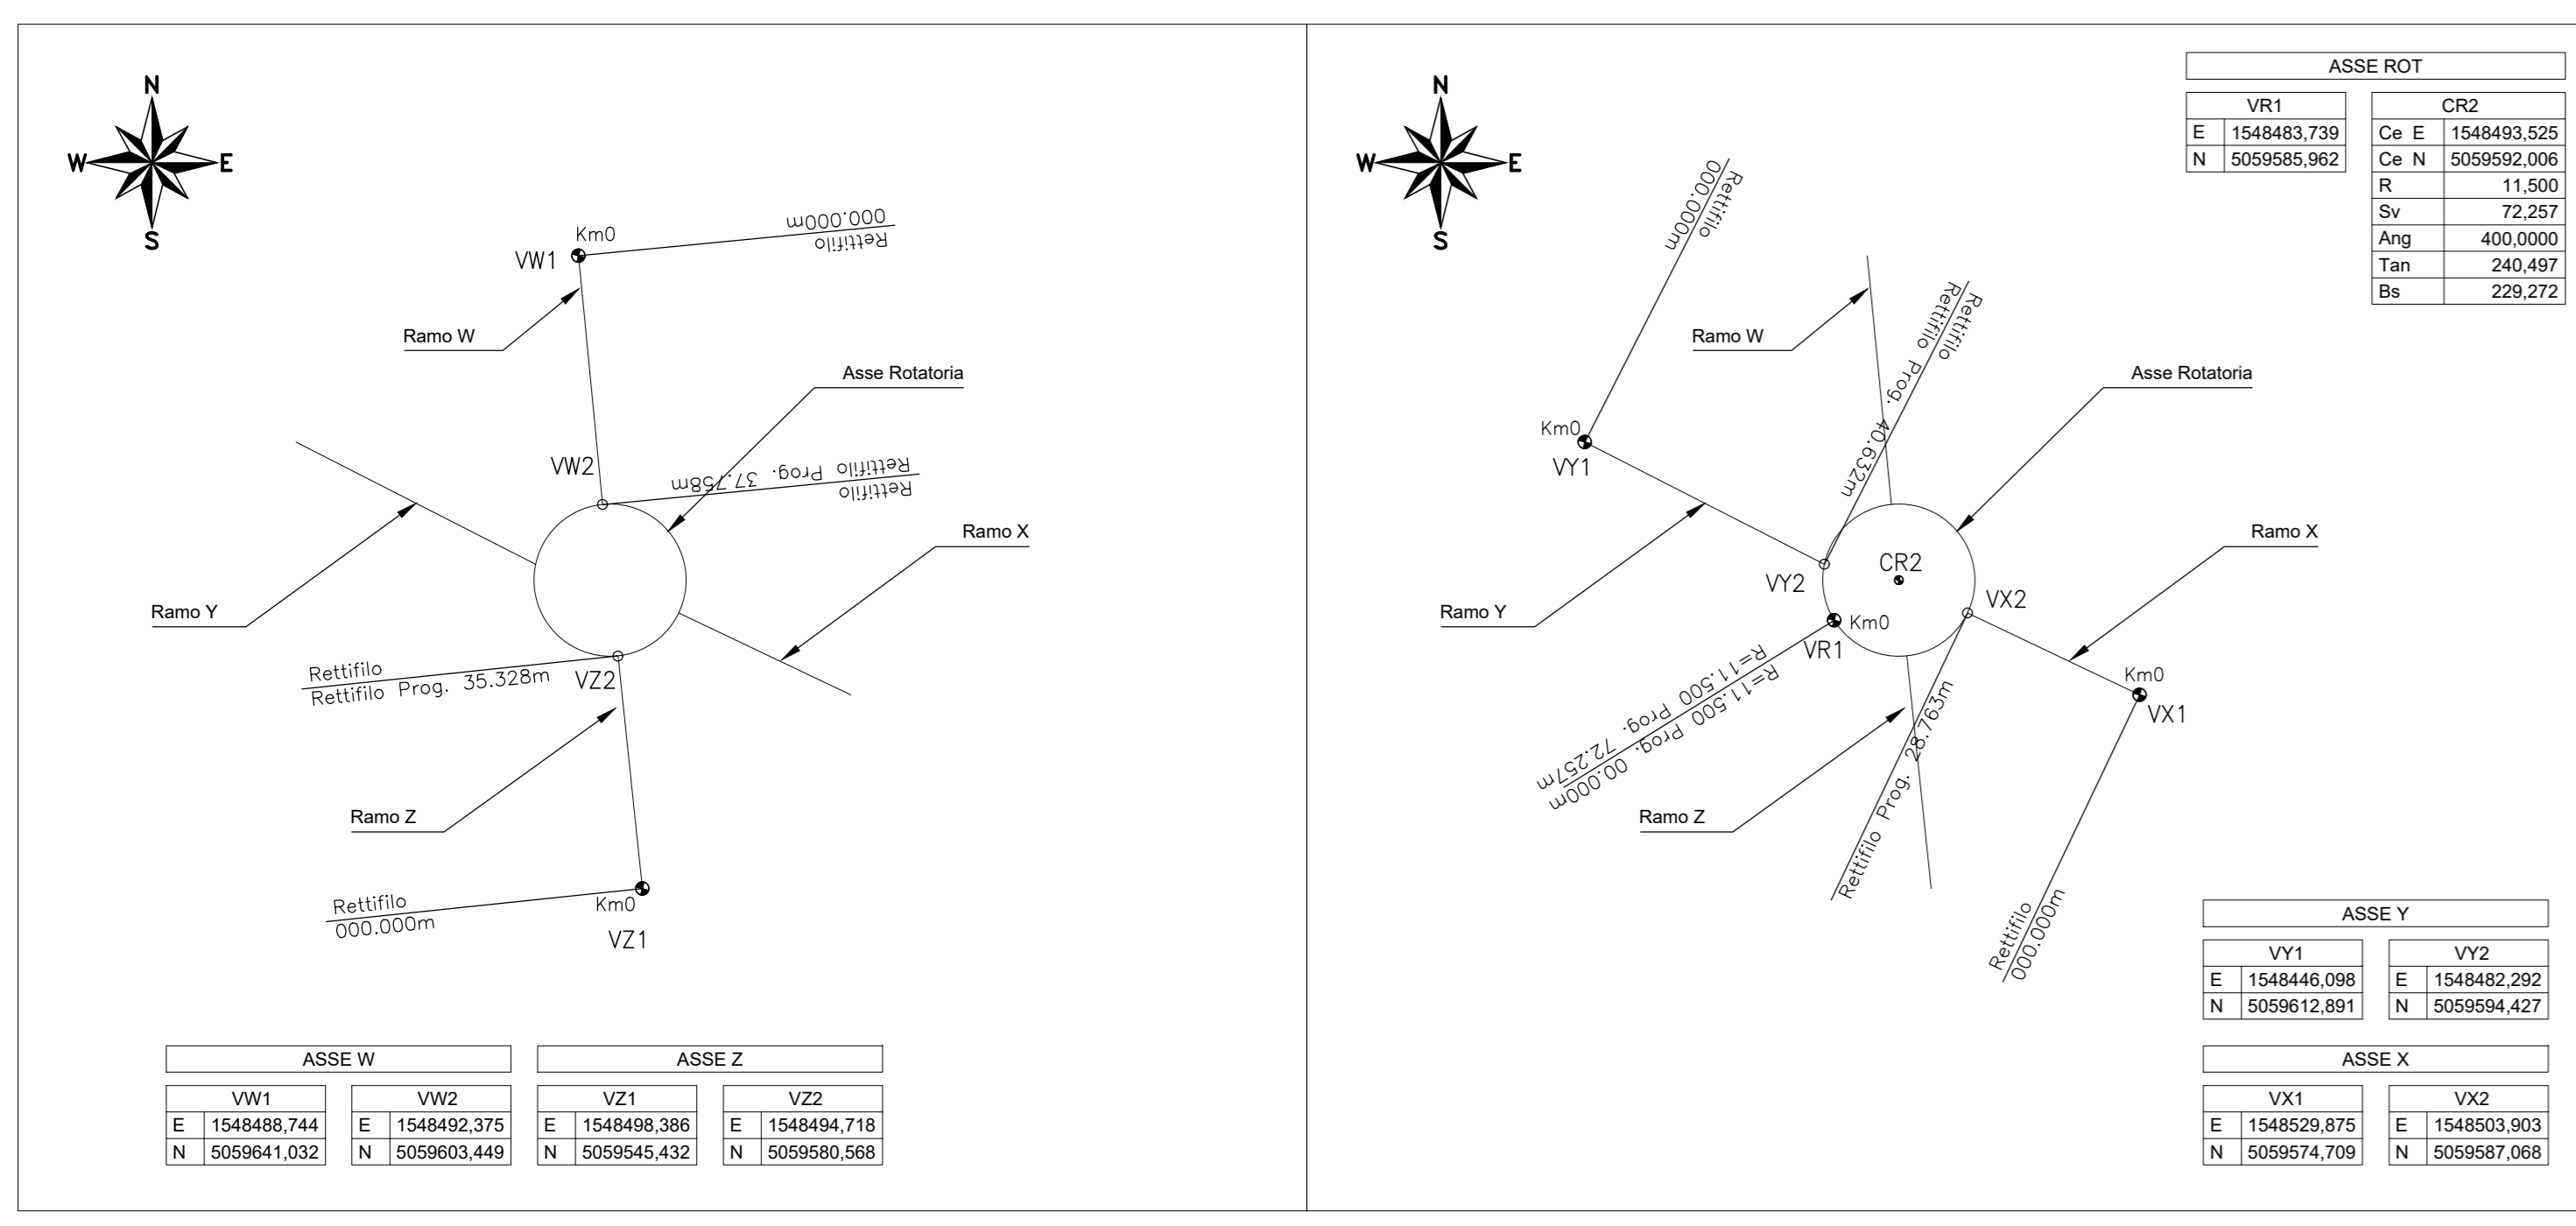 N
W E
S
Km0
VW1
000.000m
Rettifilo
Ramo W
Asse Rotatoria
VW2
Rettifilo Prog. 37.758m
Rettifilo
Ramo X
Ramo Y
Rettifilo
Rettifilo Prog. 35.328m
VZ2
Ramo Z
Rettifilo
000.000m
Km0
VZ1
ASSE W
VW1
E 1548488,744
N 5059641,032
VW2
E 1548492,375
N 5059603,449
ASSE Z
VZ1
E 1548498,386
N 5059545,432
VZ2
E 1548494,718
N 5059580,568
N
W E
S
000.000m
Rettifilo
Km0
VY1
Ramo W
Rettifilo Prog. 40.632m
Rettifilo
Asse Rotatoria
Ramo X
CR2
VY2
VX2
Ramo Y
Km0
VR1
R=11.500 Prog. 72.257m
R=11.500 Prog. 00.000m
Km0
VX1
Ramo Z
Rettifilo Prog. 28.763m
Rettifilo
000.000m
ASSE ROT
VR1
E 1548483,739
N 5059585,962
CR2
Ce E 1548493,525
Ce N 5059592,006
R 11,500
Sv 72,257
Ang 400,0000
Tan 240,497
Bs 229,272
ASSE Y
VY1
E 1548446,098
N 5059612,891
VY2
E 1548482,292
N 5059594,427
ASSE X
VX1
E 1548529,875
N 5059574,709
VX2
E 1548503,903
N 5059587,068